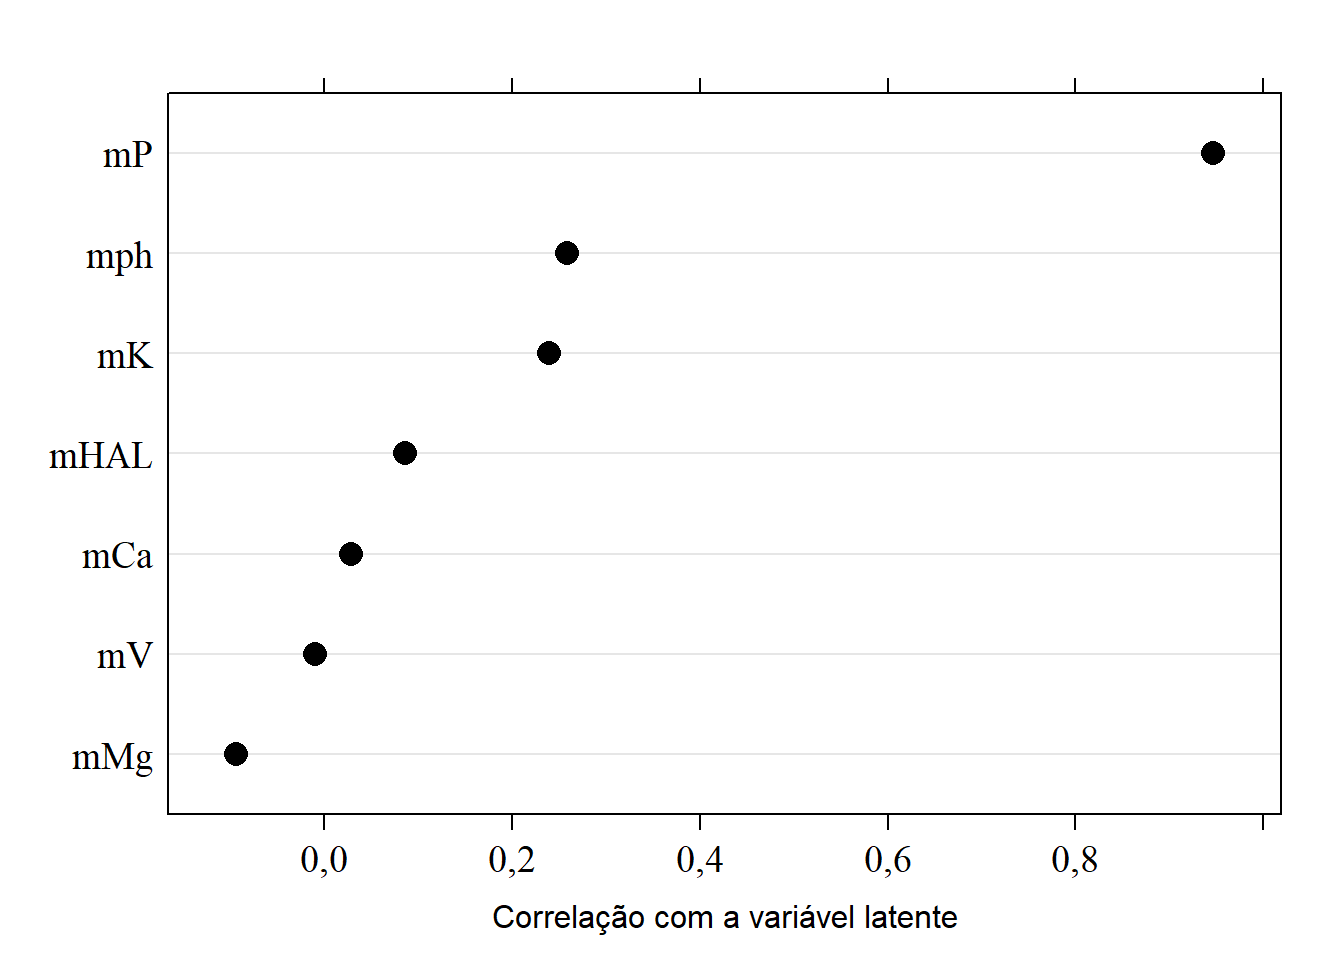 mP
mph
mK
mHAL
mCa
mV
mMg
0,0 0,2 0,4 0,6 0,8
Correlação com a variável latente